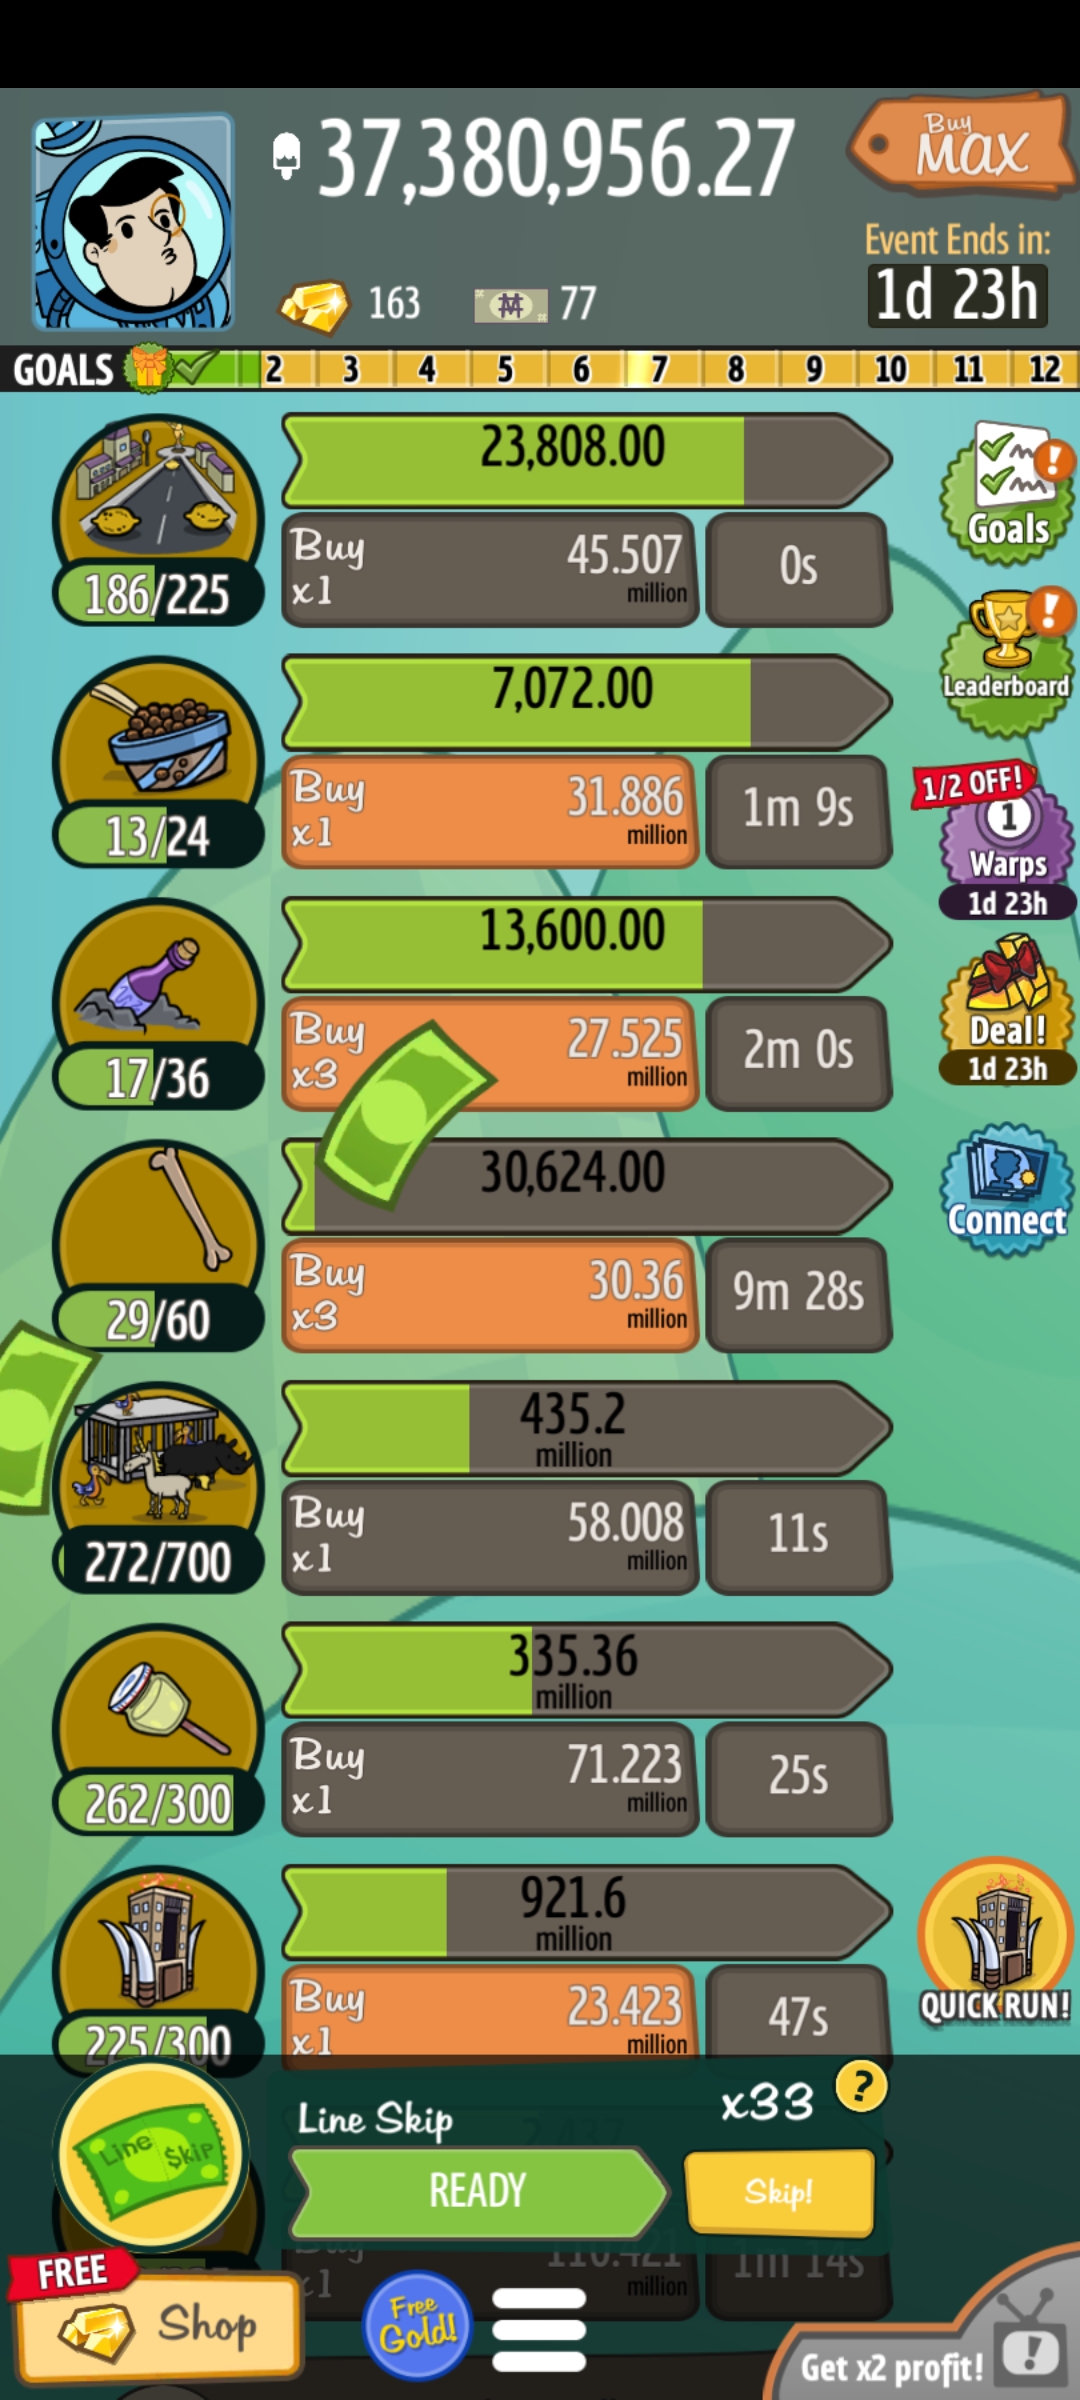 37,380,956.27
Buy
MAX
163
77
Event Ends in:
1d 23h
GOALS 2 3 4 5 6 7 8 9 10 11 12
23,808.00
186/225
Buy
x1
45.507
million
0s
Goals
7,072.00
13/24
Buy
x1
31.886
million
1m 9s
Leaderboard
1/2 OFF!
1
Warps
1d 23h
13,600.00
17/36
Buy
x3
27.525
million
2m 0s
Deal!
1d 23h
30,624.00
29/60
Buy
x3
30.36
million
9m 28s
Connect
435.2
million
272/700
Buy
x1
58.008
million
11s
335.36
million
262/300
Buy
x1
71.223
million
25s
921.6
million
225/300
Buy
x1
23.423
million
47s
QUICK RUN!
Line Skip
Line Skip
x33
?
READY
Skip!
Buy
x1
110.421
million
1m 14s
FREE
Shop
Free
Gold!
Get x2 profit!